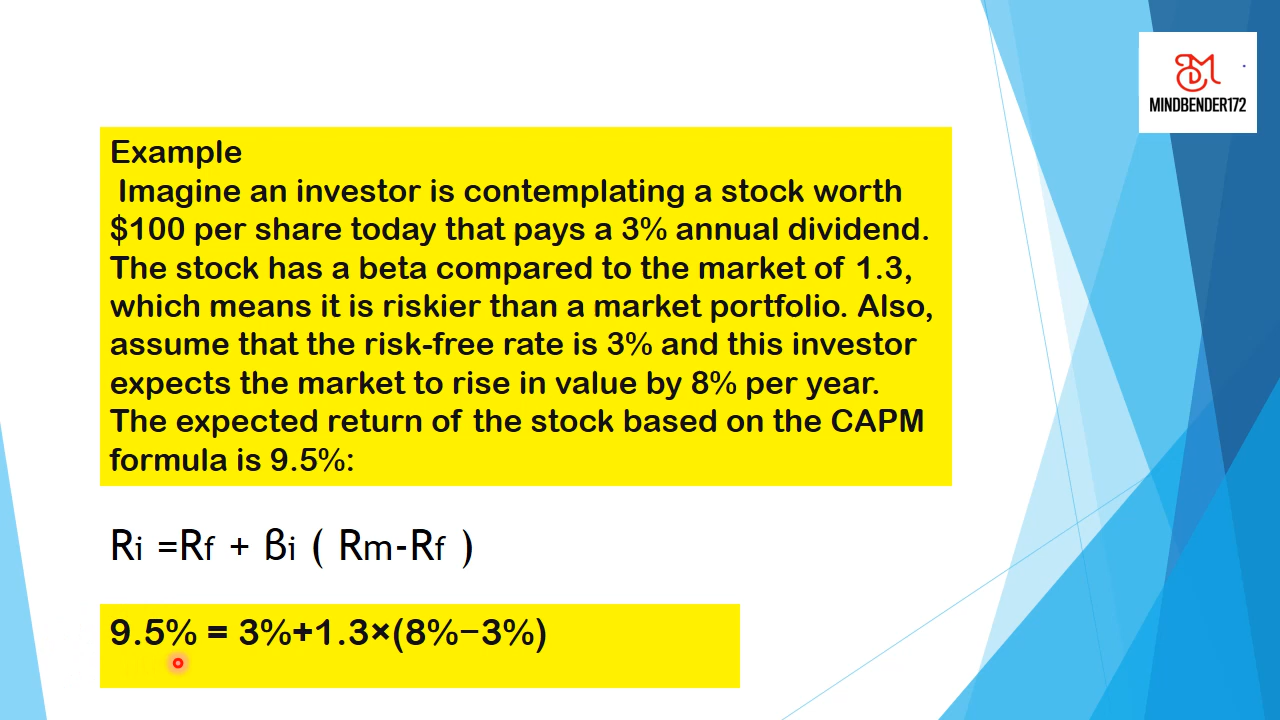 MINDBENDER172
Example
Imagine an investor is contemplating a stock worth
$100 per share today that pays a 3% annual dividend.
The stock has a beta compared to the market of 1.3,
which means it is riskier than a market portfolio. Also,
assume that the risk-free rate is 3% and this investor
expects the market to rise in value by 8% per year.
The expected return of the stock based on the CAPM
formula is 9.5%:
Ri =Rf + βi ( Rm-Rf )
9.5% = 3%+1.3×(8%−3%)